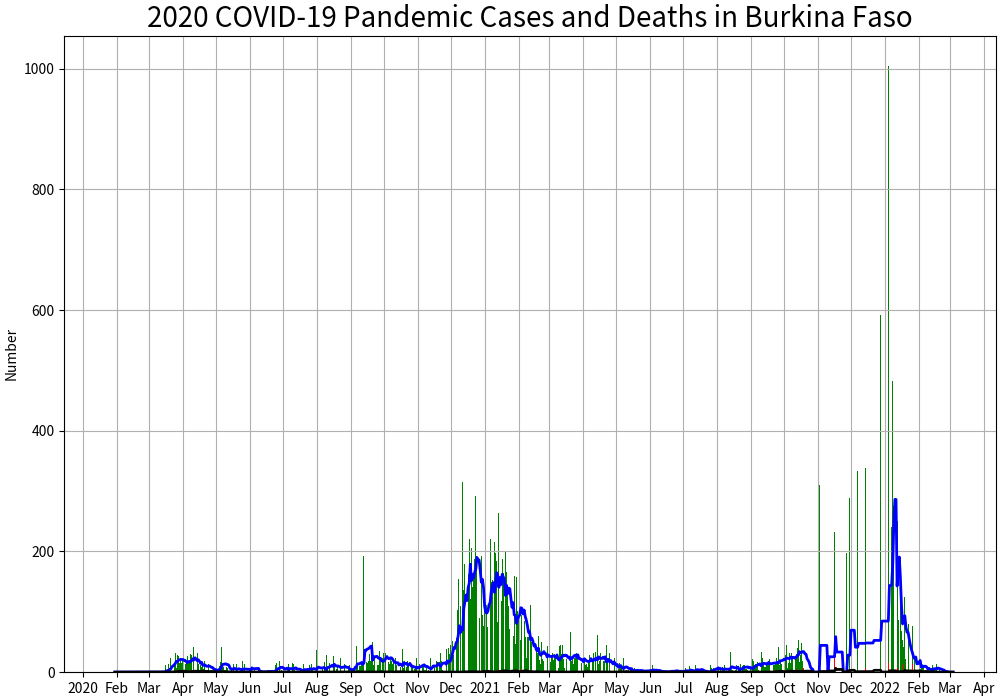 2020 COVID-19 Pandemic Cases and Deaths in Burkina Faso
1000
800
600
400
200
0
Number
2020 Feb Mar Apr May Jun Jul Aug Sep Oct Nov Dec 2021 Feb Mar Apr May Jun Jul Aug Sep Oct Nov Dec 2022 Feb Mar Apr